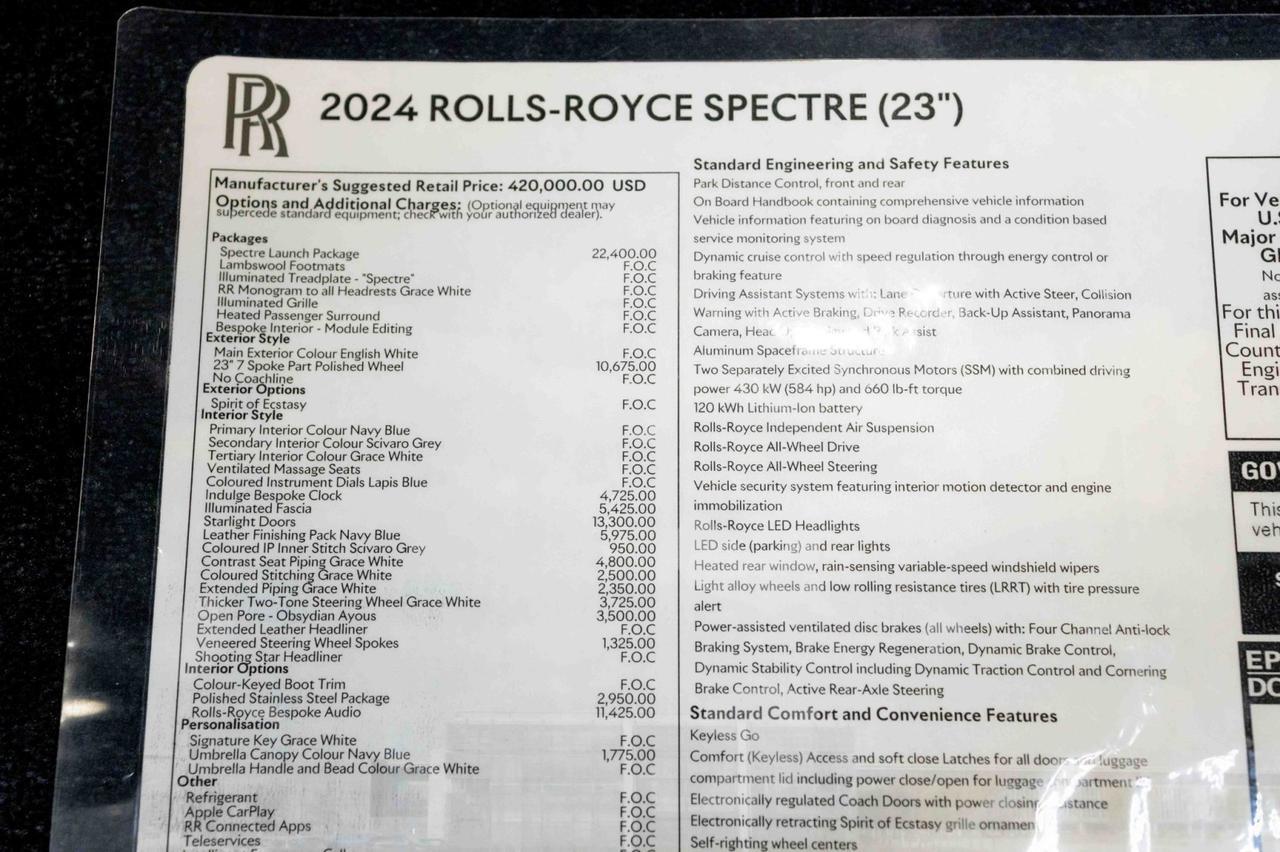 RR
2024 ROLLS-ROYCE SPECTRE (23")
Manufacturer's Suggested Retail Price: 420,000.00 USD
Options and Additional Charges: (Optional equipment may
supercede standard equipment; check with your authorized dealer).
Packages
Spectre Launch Package 22,400.00
Lambswool Footmats F.O.C
Illuminated Treadplate - "Spectre" F.O.C
RR Monogram to all Headrests Grace White F.O.C
Illuminated Grille F.O.C
Heated Passenger Surround F.O.C
Bespoke Interior - Module Editing F.O.C
Exterior Style
Main Exterior Colour English White F.O.C
23" 7 Spoke Part Polished Wheel 10,675.00
No Coachline F.O.C
Exterior Options
Spirit of Ecstasy F.O.C
Interior Style
Primary Interior Colour Navy Blue F.O.C
Secondary Interior Colour Scivaro Grey F.O.C
Tertiary Interior Colour Grace White F.O.C
Ventilated Massage Seats F.O.C
Coloured Instrument Dials Lapis Blue F.O.C
Indulge Bespoke Clock 4,725.00
Illuminated Fascia 5,425.00
Starlight Doors 13,300.00
Leather Finishing Pack Navy Blue 5,975.00
Coloured IP Inner Stitch Scivaro Grey 950.00
Contrast Seat Piping Grace White 4,800.00
Coloured Stitching Grace White 2,500.00
Extended Piping Grace White 2,350.00
Thicker Two-Tone Steering Wheel Grace White 3,725.00
Open Pore - Obsydian Ayous 3,500.00
Extended Leather Headliner F.O.C
Veneered Steering Wheel Spokes 1,325.00
Shooting Star Headliner F.O.C
Interior Options
Colour-Keyed Boot Trim F.O.C
Polished Stainless Steel Package 2,950.00
Rolls-Royce Bespoke Audio 11,425.00
Personalisation
Signature Key Grace White F.O.C
Umbrella Canopy Colour Navy Blue 1,775.00
Umbrella Handle and Bead Colour Grace White F.O.C
Other
Refrigerant F.O.C
Apple CarPlay F.O.C
RR Connected Apps F.O.C
Teleservices F.O.C
Standard Engineering and Safety Features
Park Distance Control, front and rear
On Board Handbook containing comprehensive vehicle information
Vehicle information featuring on board diagnosis and a condition based
service monitoring system
Dynamic cruise control with speed regulation through energy control or
braking feature
Driving Assistant Systems with: Lane with Active Steer, Collision
Warning with Active Braking, Drive Recorder, Back-Up Assistant, Panorama
Camera,
Aluminum Spaceframe Structure
Two Separately Excited Synchronous Motors (SSM) with combined driving
power 430 kW (584 hp) and 660 lb-ft torque
120 kWh Lithium-Ion battery
Rolls-Royce Independent Air Suspension
Rolls-Royce All-Wheel Drive
Rolls-Royce All-Wheel Steering
Vehicle security system featuring interior motion detector and engine
immobilization
Rolls-Royce LED Headlights
LED side (parking) and rear lights
Heated rear window, rain-sensing variable-speed windshield wipers
Light alloy wheels and low rolling resistance tires (LRRT) with tire pressure
alert
Power-assisted ventilated disc brakes (all wheels) with: Four Channel Anti-lock
Braking System, Brake Energy Regeneration, Dynamic Brake Control,
Dynamic Stability Control including Dynamic Traction Control and Cornering
Brake Control, Active Rear-Axle Steering
Standard Comfort and Convenience Features
Keyless Go
Comfort (Keyless) Access and soft close Latches for all doors luggage
compartment lid including power close/open for luggage
Electronically regulated Coach Doors with power closing
Electronically retracting Spirit of Ecstasy grille
Self-righting wheel centers
For
U.S
Major
No
For
Final